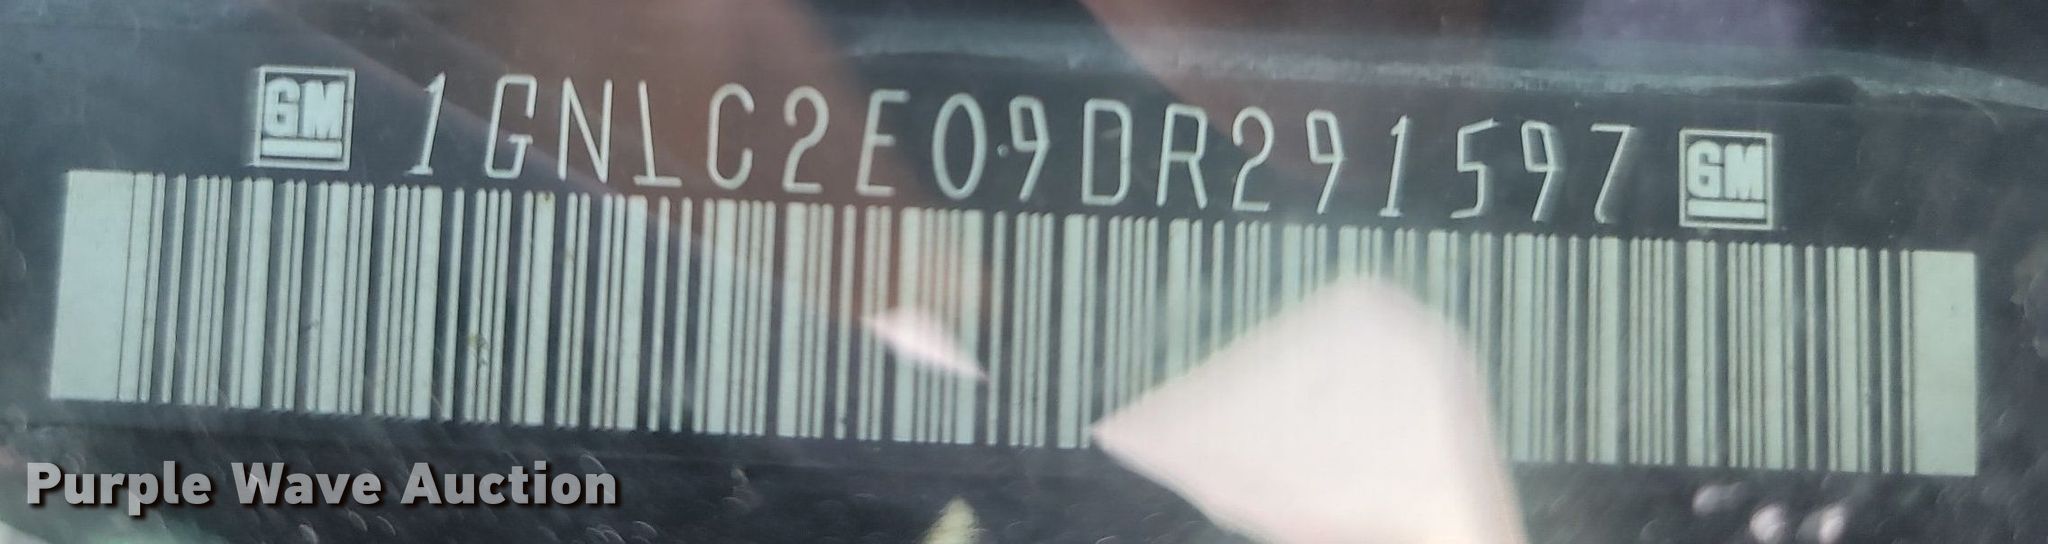 GM 1GNLC2E09DR291597 GM
Purple Wave Auction